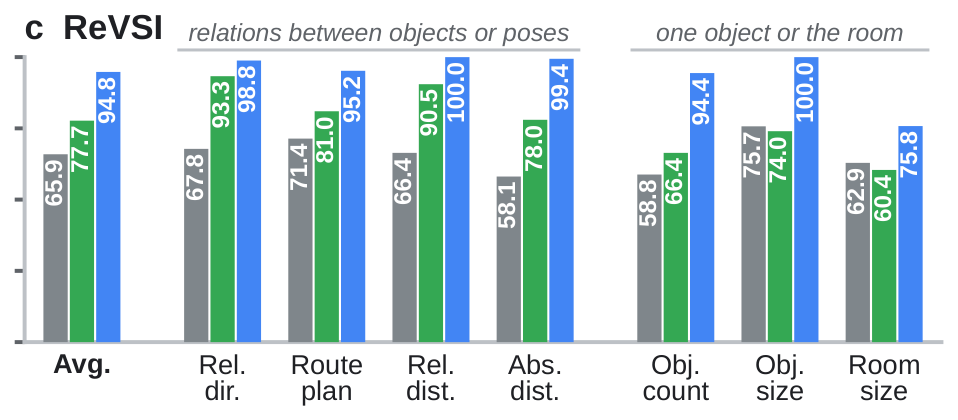 c ReVSI
relations between objects or poses
one object or the room
65.9
77.7
94.8
67.8
93.3
98.8
71.4
81.0
95.2
66.4
90.5
100.0
58.1
78.0
99.4
58.8
66.4
94.4
75.7
74.0
100.0
62.9
60.4
75.8
Avg.
Rel.
dir.
Route
plan
Rel.
dist.
Abs.
dist.
Obj.
count
Obj.
size
Room
size